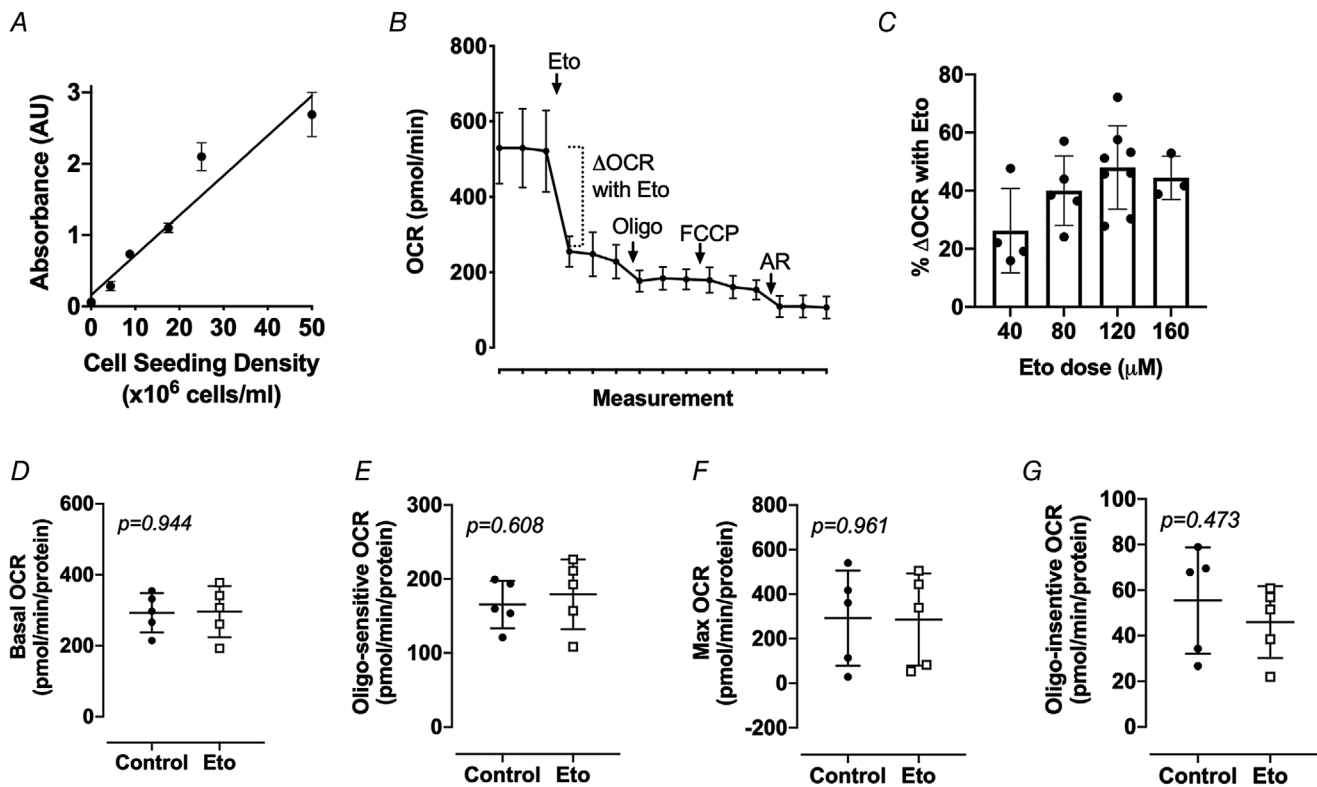 A
Absorbance (AU)
3
2
1
0
0 10 20 30 40 50
Cell Seeding Density
(x10⁶ cells/ml)
B
OCR (pmol/min)
800
600
400
200
0
Eto
ΔOCR
with Eto
Oligo
FCCP
AR
Measurement
C
% ΔOCR with Eto
80
60
40
20
0
40 80 120 160
Eto dose (μM)
D
Basal OCR
(pmol/min/protein)
600
400
200
0
p=0.944
Control Eto
E
Oligo-sensitive OCR
(pmol/min/protein)
300
200
100
0
p=0.608
Control Eto
F
Max OCR
(pmol/min/protein)
800
600
400
200
0
-200
p=0.961
Control Eto
G
Oligo-insentive OCR
(pmol/min/protein)
100
80
60
40
20
0
p=0.473
Control Eto